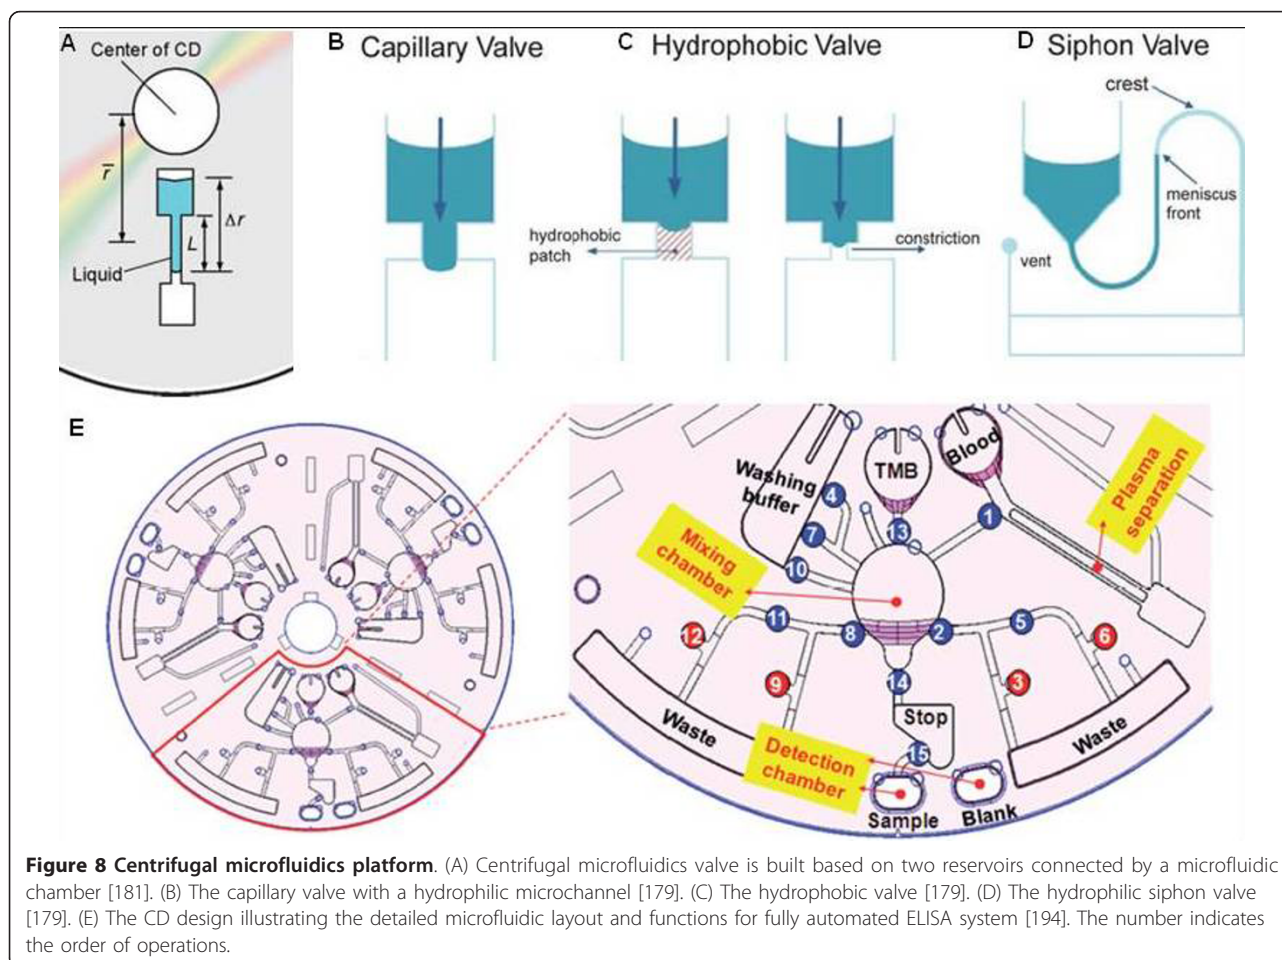 A
Center of CD
r
Δr
L
Liquid
B
Capillary Valve
C
Hydrophobic Valve
hydrophobic
patch
constriction
D
Siphon Valve
crest
meniscus
front
vent
E
Washing
buffer
TMB
Blood
Plasma
separation
4
1
13
7
Mixing
chamber
10
11
5
12
8
2
6
9
14
3
Stop
Waste
Waste
Detection
chamber
15
Sample
Blank
Figure 8 Centrifugal microfluidics platform. (A) Centrifugal microfluidics valve is built based on two reservoirs connected by a microfluidic
chamber [181]. (B) The capillary valve with a hydrophilic microchannel [179]. (C) The hydrophobic valve [179]. (D) The hydrophilic siphon valve
[179]. (E) The CD design illustrating the detailed microfluidic layout and functions for fully automated ELISA system [194]. The number indicates
the order of operations.